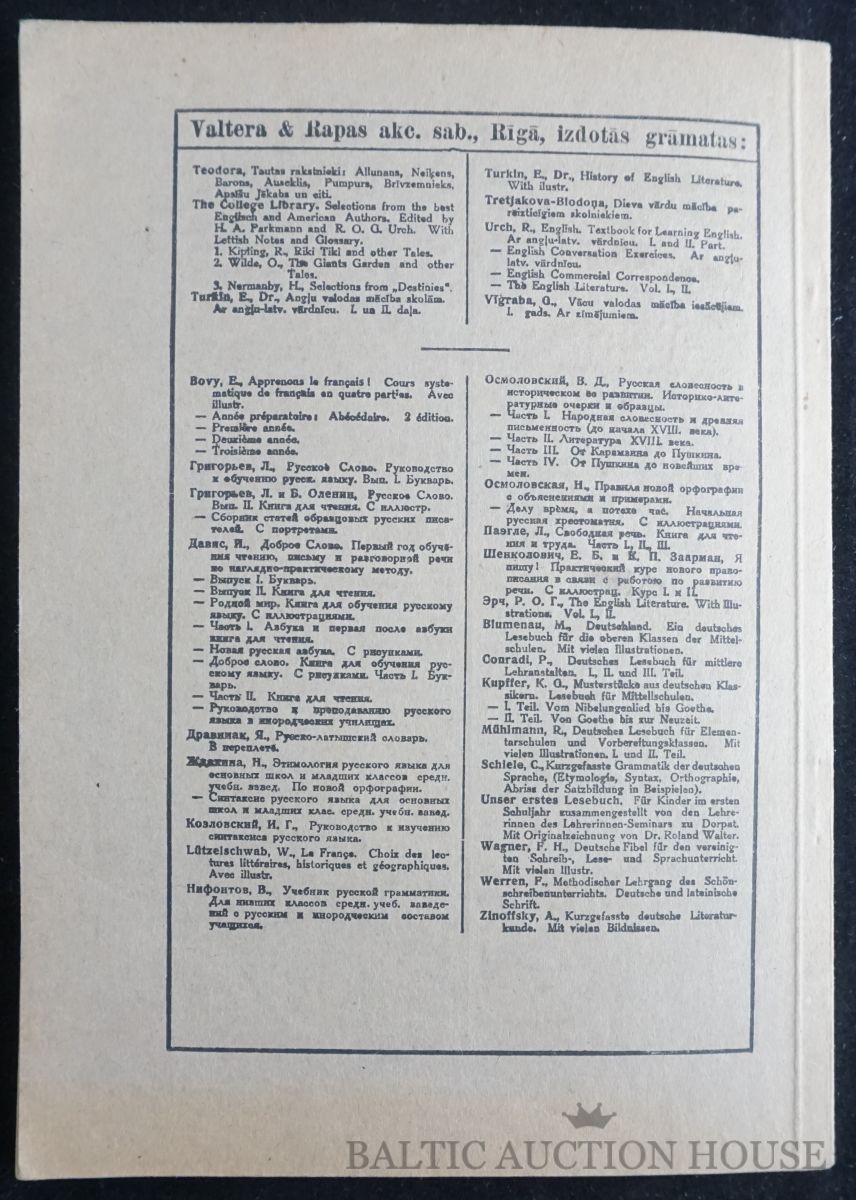 Valtera & Rapas akc. sab., Rīgā, izdotās grāmatas:
Teodora, Tautas rakstnieki: Allunans, Neiķens,
Barons, Auseklis, Pumpurs, Brīvzemnieks,
Apsīšu Jēkabs un citi.
The College Library. Selections from the best
Englisch and American Authors. Edited by
H. A. Parkmann and R. O. G. Urch. With
Lettish Notes and Glossary.
1. Kipling, R., Riki Tiki and other Tales.
2. Wilde, O., The Giants Garden and other
Tales.
3. Normanby, H., Selections from „Destinies".
Turkin, E., Dr., Angļu valodas mācība skolām.
Ar angļu-latv. vārdnīcu. I. un II. daļa.
Turkin, E., Dr., History of English Literature.
With ilustr.
Tretjakova-Blodoņa, Dieva vārdu mācība pa-
reizticīgiem skolniekiem.
Urch, R., English. Textbook for Learning English.
Ar angļu-latv. vārdnīcu. I. and II. Part.
— English Conversation Exercices. Ar angļu-
latv. vārdnīcu.
— English Commercial Correspondence.
— The English Literature. Vol. I., II.
Vīgraba, G., Vācu valodas mācība iesācējiem.
I. gads. Ar zīmējumiem.
Bovy, E., Apprenons le français! Cours syste-
matique de français en quatre parties. Avec
illustr.
— Année préparatoire: Abécédaire. 2 édition.
— Première année.
— Deuxième année.
— Troisième année.
Григорьев, Л., Русское Слово. Руководство
к обучению русск. языку. Вып. I. Букварь.
Григорьев, Л. и Б. Оленин, Русское Слово.
Вып. II. Книга для чтения. С иллюстр.
— Сборник статей образцовых русских писа-
телей. С портретами.
Давис, И., Доброе Слово. Первый год обуче-
ния чтению, письму и разговорной речи
по наглядно-практическому методу.
— Выпуск I. Букварь.
— Выпуск II. Книга для чтения.
— Родной мир. Книга для обучения русскому
языку. С иллюстрациями.
— Часть I. Азбука и первая после азбуки
книга для чтения.
— Новая русская азбука. С рисунками.
— Доброе слово. Книга для обучения рус-
скому языку. С рисунками. Часть I. Бук-
варь.
— Часть II. Книга для чтения.
— Руководство к преподаванию русского
языка в инородческих училищах.
Дравниак, Я., Русско-латышский словарь.
В переплете.
Ждахина, Н., Этимология русского языка для
основных школ и младших классов средн.
учебн. завед. По новой орфографии.
— Синтаксис русского языка для основных
школ и младших клас. средн. учебн. завед.
Козловский, И. Г., Руководство к изучению
синтаксиса русского языка.
Lützelschwab, W., La France. Choix des lec-
tures littéraires, historiques et géographiques.
Avec illustr.
Нифонтов, В., Учебник русской грамматики.
Для низших классов средн. учеб. заведе-
ний с русским и инородческим составом
учащихся.
Осмоловский, В. Д., Русская словесность в
историческом ее развитии. Историко-лите-
ратурные очерки и образцы.
— Часть I. Народная словесность и древняя
письменность (до начала XVIII. века).
— Часть II. Литература XVIII. века.
— Часть III. От Карамзина до Пушкина.
— Часть IV. От Пушкина до новейших вре-
мен.
Осмоловская, Н., Правила новой орфографии
с объяснениями и примерами.
— Делу время, а потехе час. Начальная
русская хрестоматия. С иллюстрациями.
Паэгле, Л., Свободная речь. Книга для чте-
ния и труда. Часть I., II., III.
Шенколович, Е. Б. и К. П. Заарман, Я
пишу! Практический курс нового право-
писания в связи с работою по развитию
речи. С иллюстрац. Курс I. и II.
Эрч, Р. О. Г., The English Literature. With Illu-
strations. Vol. I., II.
Blumenau, M., Deutschland. Ein deutsches
Lesebuch für die oberen Klassen der Mittel-
schulen. Mit vielen Illustrationen.
Conradi, P., Deutsches Lesebuch für mittlere
Lehranstalten. I., II. und III. Teil.
Kupffer, K. G., Musterstücke aus deutschen Klas-
sikern. Lesebuch für Mittellschulen.
— I. Teil. Vom Nibelungenlied bis Goethe.
— II. Teil. Von Goethe bis zur Neuzeit.
Mühlmann, R., Deutsches Lesebuch für Elemen-
tarschulen und Vorbereitungsklassen. Mit
vielen Illustrationen. I. und II. Teil.
Schiele, C., Kurzgefasste Grammatik der deutschen
Sprache, (Etymologie, Syntax, Orthographie,
Abriss der Satzbildung in Beispielen).
Unser erstes Lesebuch. Für Kinder im ersten
Schuljahr zusammengestellt von den Lehre-
rinnen des Lehrerinnen-Seminars zu Dorpat.
Mit Originalzeichnung von Dr. Roland Walter.
Wagner, F. H., Deutsche Fibel für den vereinig-
ten Schreib-, Lese- und Sprachunterricht.
Mit vielen Illustr.
Werren, F., Methodischer Lehrgang des Schön-
schreibenunterrichts. Deutsche und lateinische
Schrift.
Zinoffsky, A., Kurzgefasste deutsche Literatur-
kunde. Mit vielen Bildnissen.
BALTIC AUCTION HOUSE